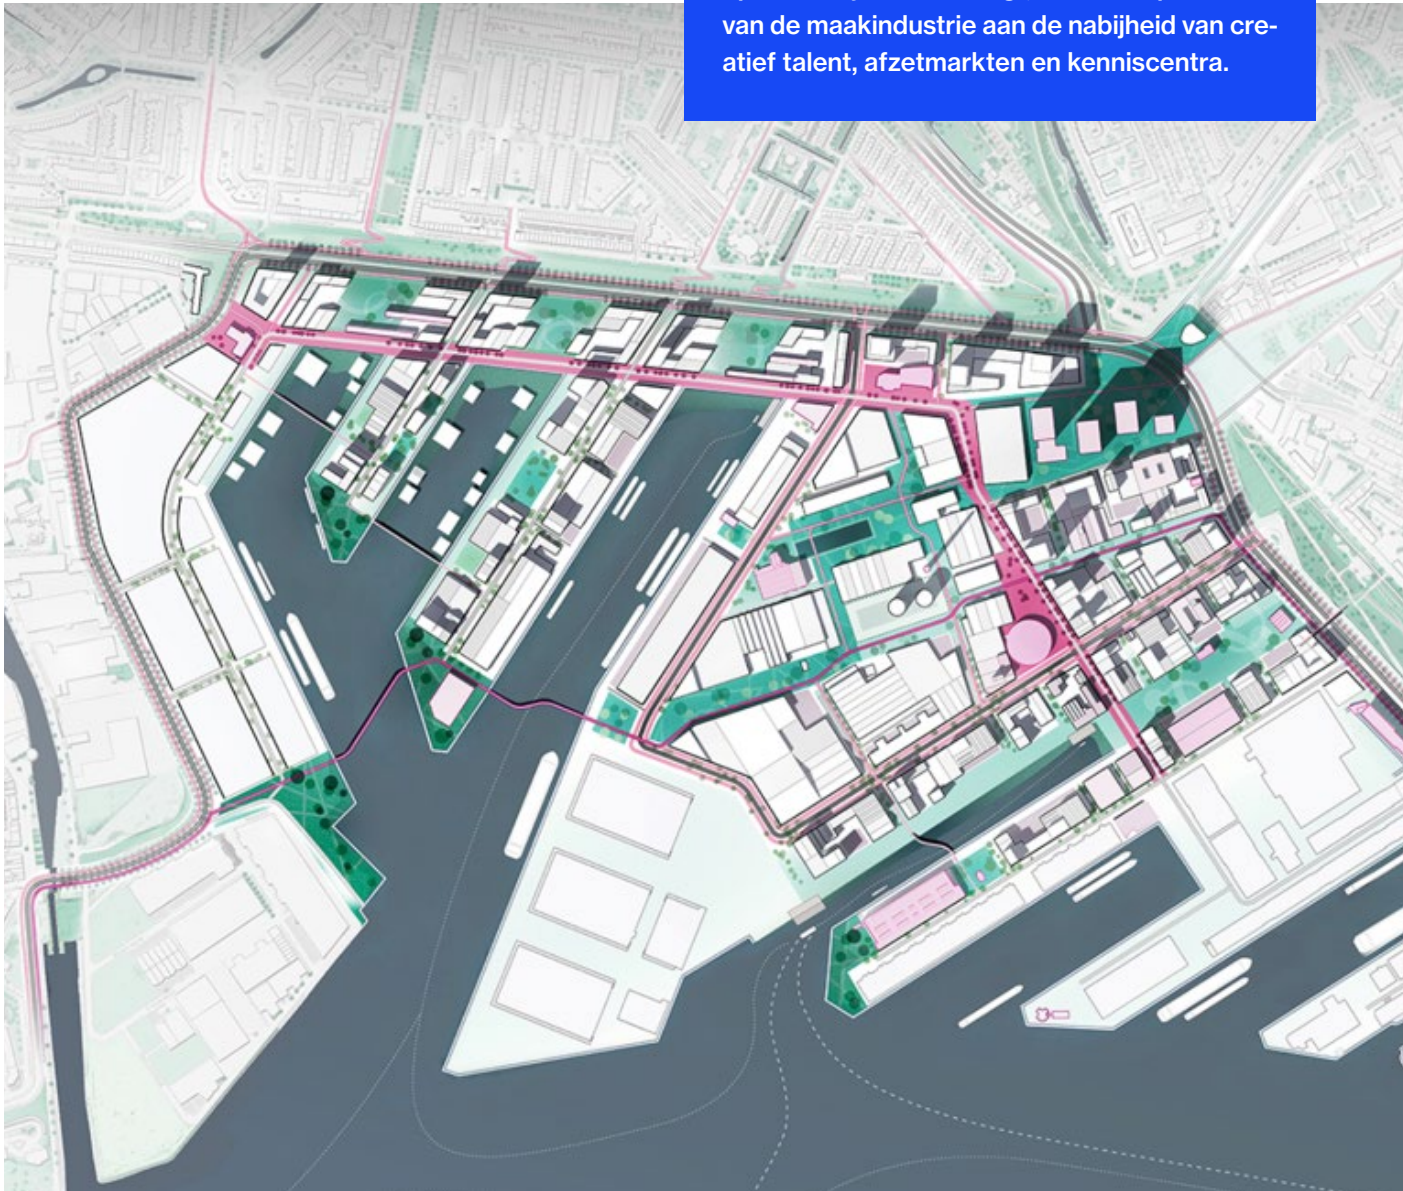 van de maakindustrie aan de nabijheid van cre-
atief talent, afzetmarkten en kenniscentra.